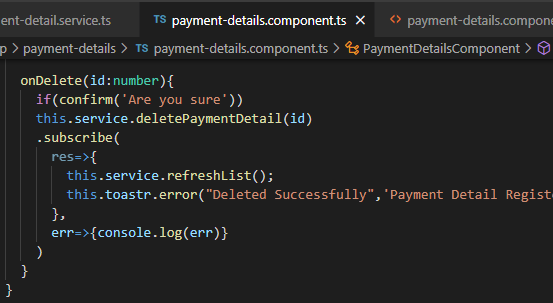 ent-detail.service.ts TS payment-details.component.ts × <> payment-details.compone
p > payment-details > TS payment-details.component.ts > PaymentDetailsComponent >
onDelete(id:number){
if(confirm('Are you sure'))
this.service.deletePaymentDetail(id)
.subscribe(
res=>{
this.service.refreshList();
this.toastr.error("Deleted Successfully",'Payment Detail Registe
},
err=>{console.log(err)}
)
}
}